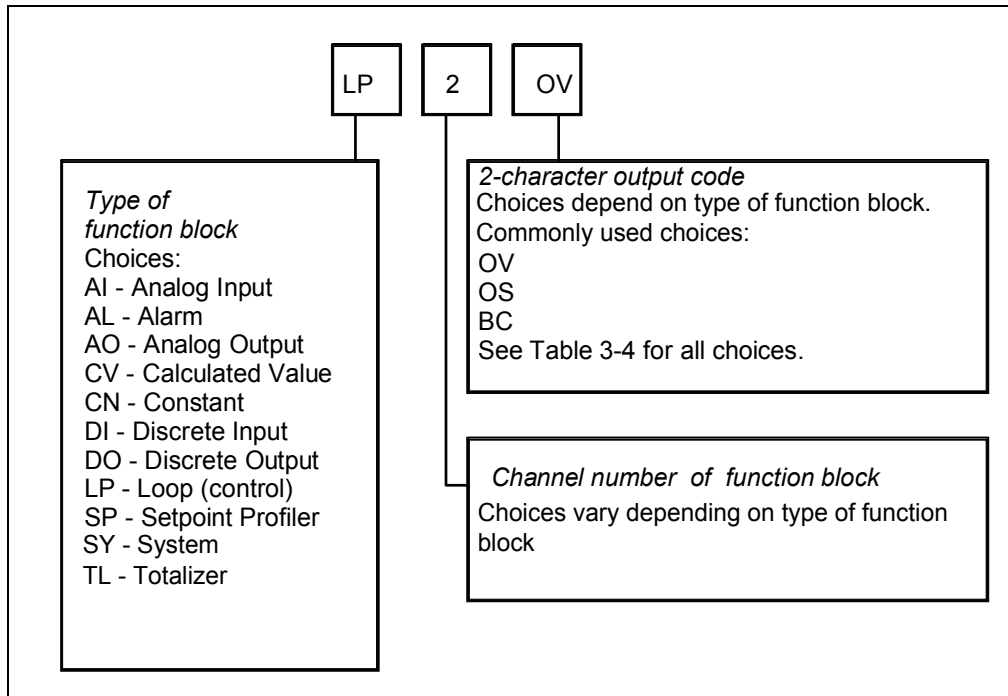 LP 2 OV
Type of
function block
Choices:
AI - Analog Input
AL - Alarm
AO - Analog Output
CV - Calculated Value
CN - Constant
DI - Discrete Input
DO - Discrete Output
LP - Loop (control)
SP - Setpoint Profiler
SY - System
TL - Totalizer
2-character output code
Choices depend on type of function block.
Commonly used choices:
OV
OS
BC
See Table 3-4 for all choices.
Channel number of function block
Choices vary depending on type of function
block